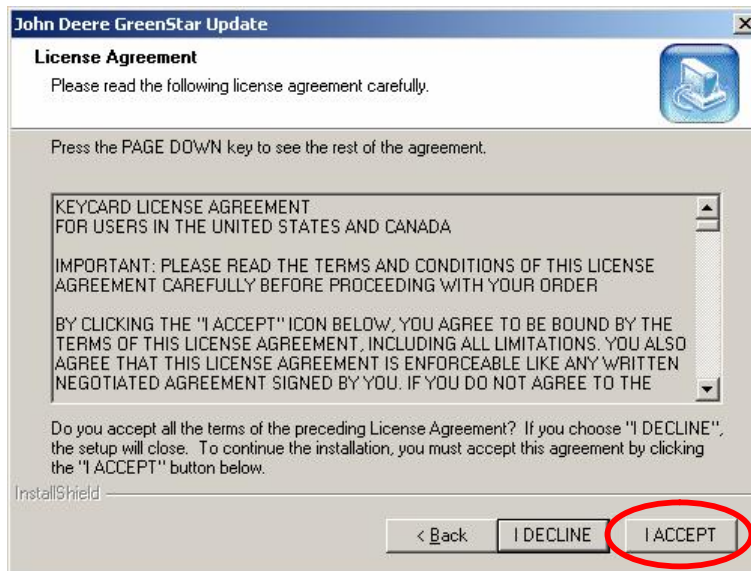 John Deere GreenStar Update
License Agreement
Please read the following license agreement carefully.
Press the PAGE DOWN key to see the rest of the agreement.
KEYCARD LICENSE AGREEMENT
FOR USERS IN THE UNITED STATES AND CANADA
IMPORTANT: PLEASE READ THE TERMS AND CONDITIONS OF THIS LICENSE
AGREEMENT CAREFULLY BEFORE PROCEEDING WITH YOUR ORDER
BY CLICKING THE "I ACCEPT" ICON BELOW, YOU AGREE TO BE BOUND BY THE
TERMS OF THIS LICENSE AGREEMENT, INCLUDING ALL LIMITATIONS. YOU ALSO
AGREE THAT THIS LICENSE AGREEMENT IS ENFORCEABLE LIKE ANY WRITTEN
NEGOTIATED AGREEMENT SIGNED BY YOU. IF YOU DO NOT AGREE TO THE
Do you accept all the terms of the preceding License Agreement? If you choose "I DECLINE",
the setup will close. To continue the installation, you must accept this agreement by clicking
the "I ACCEPT" button below.
InstallShield
< Back I DECLINE I ACCEPT